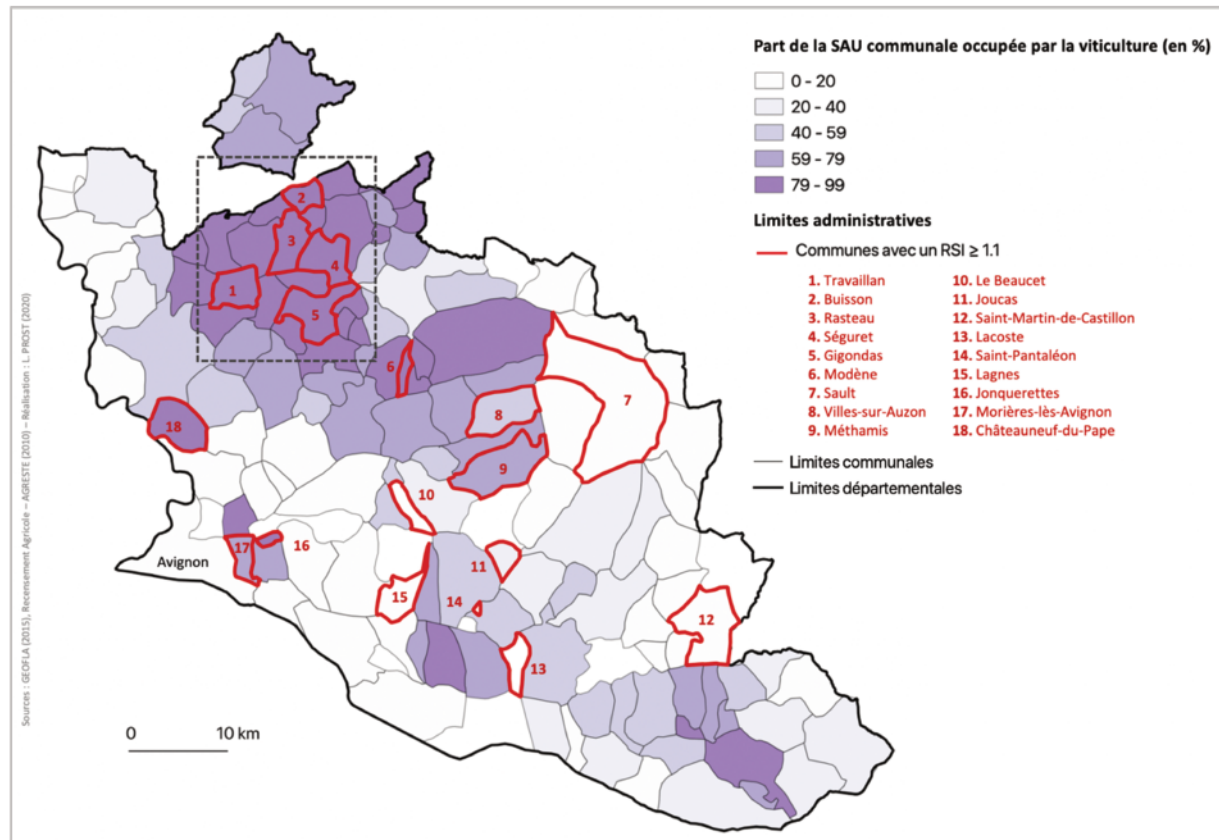 Part de la SAU communale occupée par la viticulture (en %)
0 - 20
20 - 40
40 - 59
59 - 79
79 - 99
Limites administratives
Communes avec un RSI ≥ 1.1
1. Travaillan
2. Buisson
3. Rasteau
4. Séguret
5. Gigondas
6. Modène
7. Sault
8. Villes-sur-Auzon
9. Méthamis
10. Le Beaucet
11. Joucas
12. Saint-Martin-de-Castillon
13. Lacoste
14. Saint-Pantaléon
15. Lagnes
16. Jonquerettes
17. Morières-lès-Avignon
18. Châteauneuf-du-Pape
Limites communales
Limites départementales
2
3
4
1
5
6
7
8
18
9
10
17
16
Avignon
11
15
14
12
13
0 10 km
Sources : GEOFLA (2015), Recensement Agricole – AGRESTE (2010) – Réalisation : L. PROST (2020)